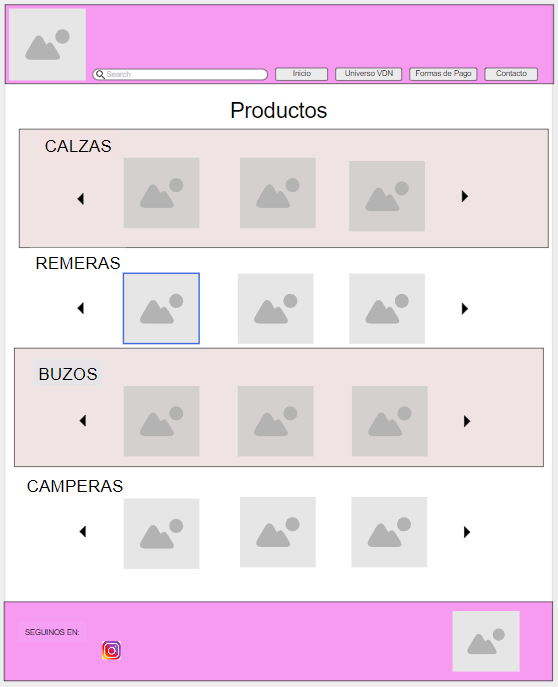 Search
Inicio
Universo VDN
Formas de Pago
Contacto
Productos
CALZAS
REMERAS
BUZOS
CAMPERAS
SEGUINOS EN: